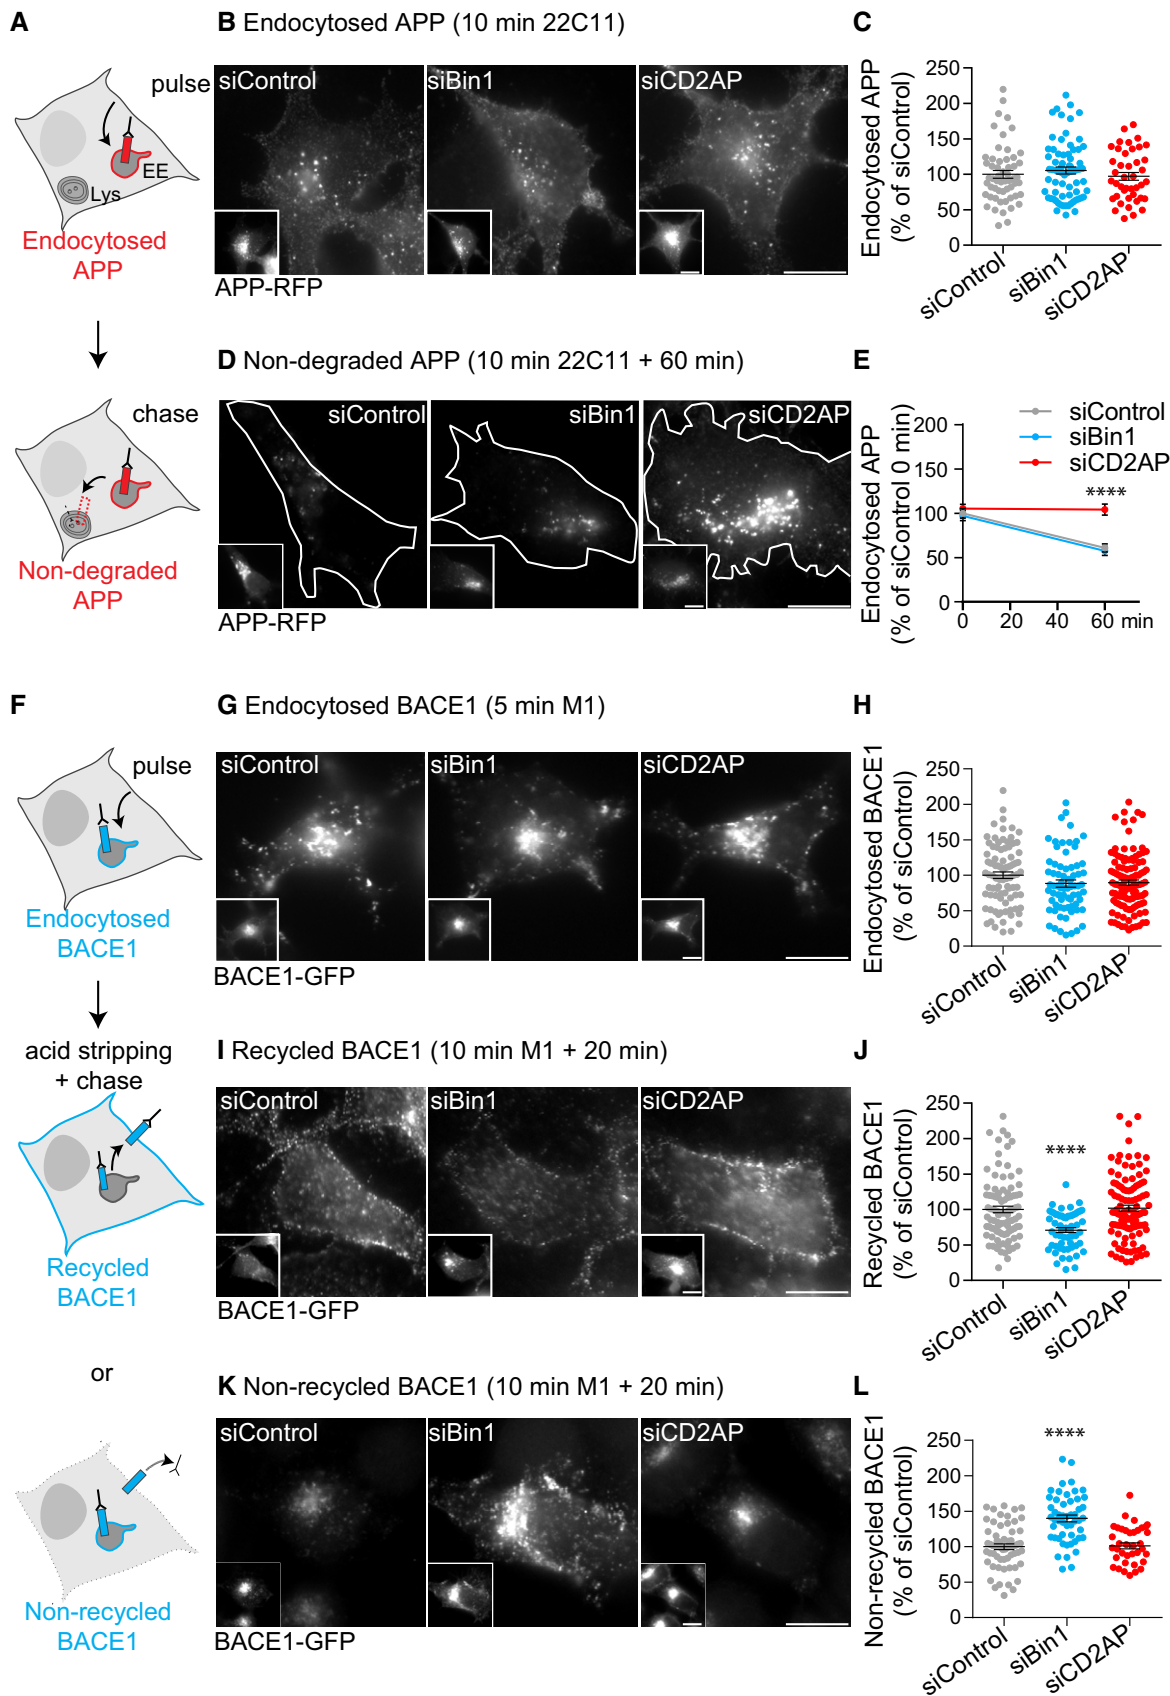 A
B Endocytosed APP (10 min 22C11)
C
pulse
EE
Lys
Endocytosed
APP
siControl
siBin1
siCD2AP
APP-RFP
Endocytosed APP
(% of siControl)
250
200
150
100
50
0
siControl
siBin1
siCD2AP
D Non-degraded APP (10 min 22C11 + 60 min)
E
chase
Non-degraded
APP
siControl
siBin1
siCD2AP
APP-RFP
Endocytosed APP
(% of siControl 0 min)
200
150
100
50
0
0
20
40
60 min
siControl
siBin1
siCD2AP
****
F
G Endocytosed BACE1 (5 min M1)
H
pulse
Endocytosed
BACE1
siControl
siBin1
siCD2AP
BACE1-GFP
Endocytosed BACE1
(% of siControl)
250
200
150
100
50
0
siControl
siBin1
siCD2AP
acid stripping
+ chase
I Recycled BACE1 (10 min M1 + 20 min)
J
Recycled
BACE1
siControl
siBin1
siCD2AP
BACE1-GFP
Recycled BACE1
(% of siControl)
250
200
150
100
50
0
****
siControl
siBin1
siCD2AP
or
K Non-recycled BACE1 (10 min M1 + 20 min)
L
Non-recycled
BACE1
siControl
siBin1
siCD2AP
BACE1-GFP
Non-recycled BACE1
(% of siControl)
250
200
150
100
50
0
****
siControl
siBin1
siCD2AP